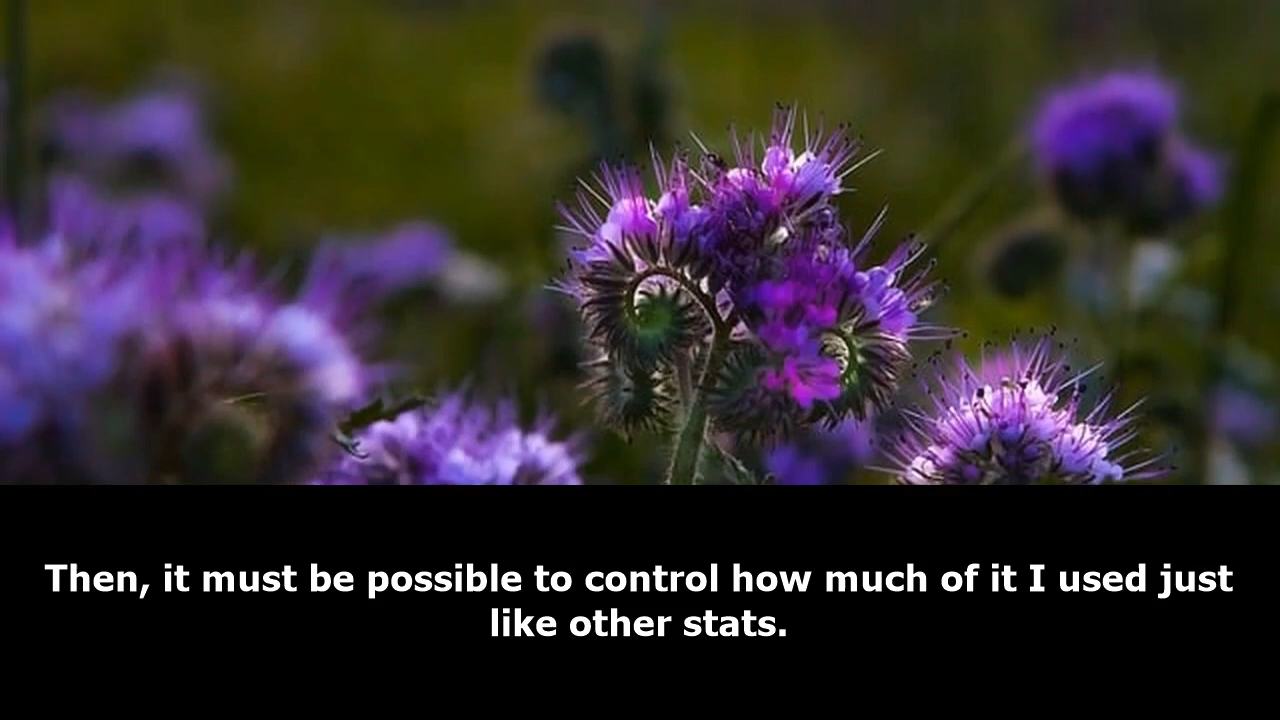 Then, it must be possible to control how much of it I used just
like other stats.